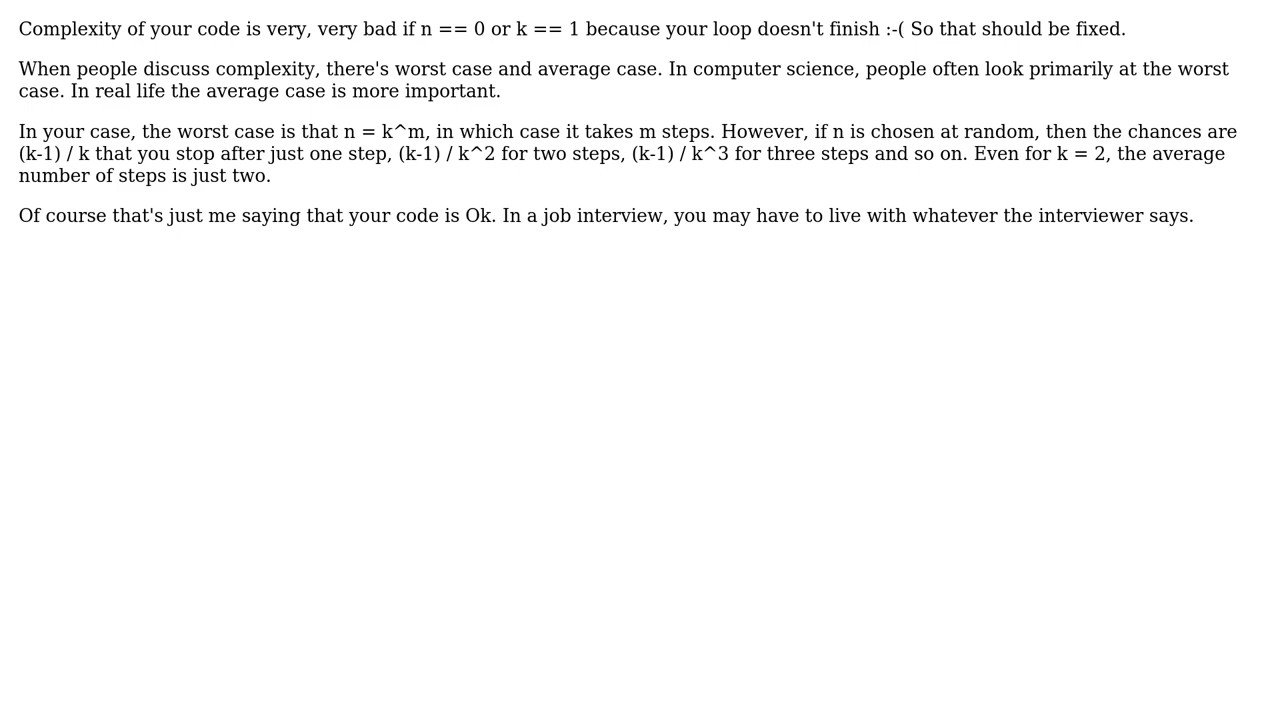 Complexity of your code is very, very bad if n == 0 or k == 1 because your loop doesn't finish :-( So that should be fixed.
When people discuss complexity, there's worst case and average case. In computer science, people often look primarily at the worst
case. In real life the average case is more important.
In your case, the worst case is that n = k^m, in which case it takes m steps. However, if n is chosen at random, then the chances are
(k-1) / k that you stop after just one step, (k-1) / k^2 for two steps, (k-1) / k^3 for three steps and so on. Even for k = 2, the average
number of steps is just two.
Of course that's just me saying that your code is Ok. In a job interview, you may have to live with whatever the interviewer says.